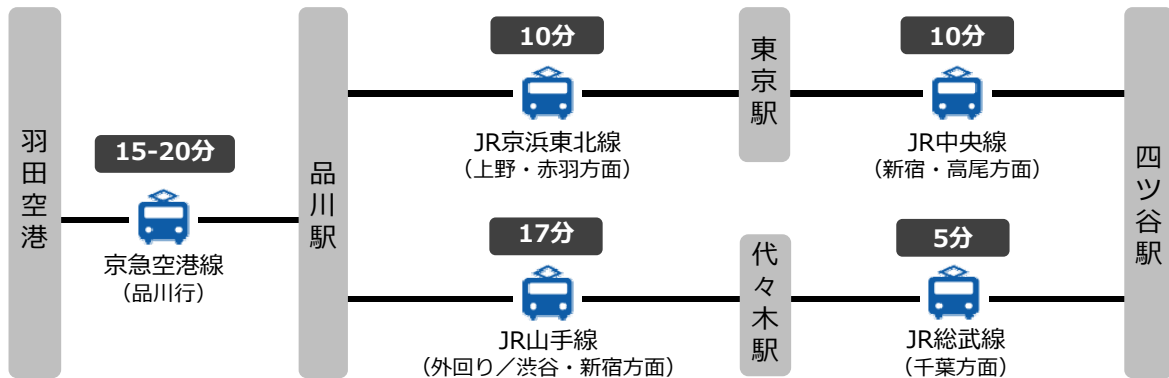 羽田空港
15-20分
京急空港線
（品川行）
品川駅
10分
JR京浜東北線
（上野・赤羽方面）
東京駅
10分
JR中央線
（新宿・高尾方面）
17分
JR山手線
（外回り／渋谷・新宿方面）
代々木駅
5分
JR総武線
（千葉方面）
四ツ谷駅